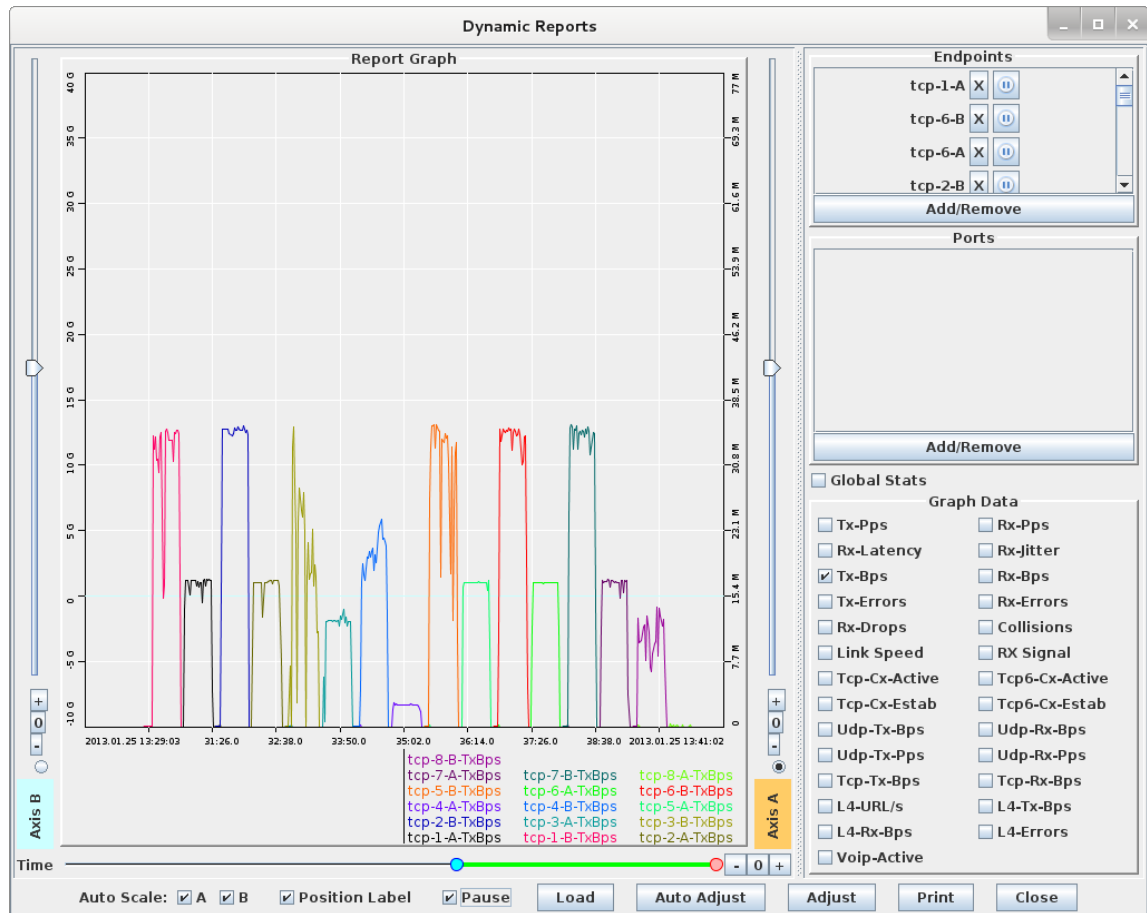 Dynamic Reports
Report Graph
40 G
35 G
30 G
25 G
20 G
15 G
10 G
5 G
0
-5 G
-10 G
77 M
69.3 M
61.6 M
53.9 M
46.2 M
38.5 M
30.8 M
23.1 M
15.4 M
7.7 M
0
2013.01.25 13:29:03 31:26.0 32:38.0 33:50.0 35:02.0 36:14.0 37:26.0 38:38.0 2013.01.25 13:41:02
tcp-8-B-TxBps
tcp-7-A-TxBps tcp-7-B-TxBps tcp-8-A-TxBps
tcp-5-B-TxBps tcp-6-A-TxBps tcp-6-B-TxBps
tcp-4-A-TxBps tcp-4-B-TxBps tcp-5-A-TxBps
tcp-2-B-TxBps tcp-3-A-TxBps tcp-3-B-TxBps
tcp-1-A-TxBps tcp-1-B-TxBps tcp-2-A-TxBps
+
0
-
Axis B
+
0
-
Axis A
Time
- 0 +
Endpoints
tcp-1-A X
tcp-6-B X
tcp-6-A X
tcp-2-B X
Add/Remove
Ports
Add/Remove
Global Stats
Graph Data
Tx-Pps Rx-Pps
Rx-Latency Rx-Jitter
Tx-Bps Rx-Bps
Tx-Errors Rx-Errors
Rx-Drops Collisions
Link Speed RX Signal
Tcp-Cx-Active Tcp6-Cx-Active
Tcp-Cx-Estab Tcp6-Cx-Estab
Udp-Tx-Bps Udp-Rx-Bps
Udp-Tx-Pps Udp-Rx-Pps
Tcp-Tx-Bps Tcp-Rx-Bps
L4-URL/s L4-Tx-Bps
L4-Rx-Bps L4-Errors
Voip-Active
Auto Scale: A B Position Label Pause Load Auto Adjust Adjust Print Close